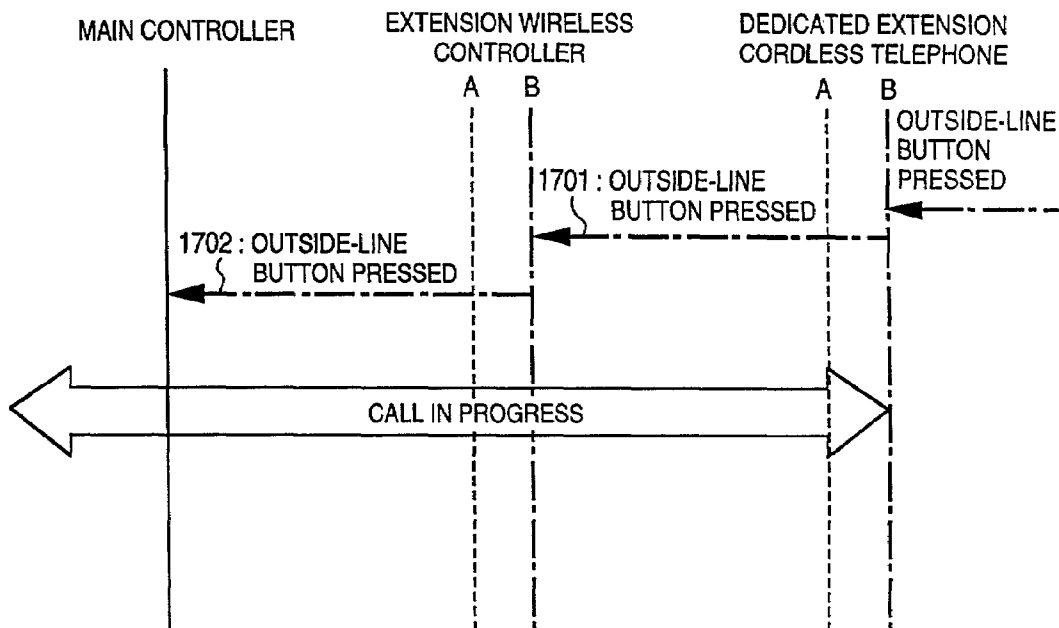 MAIN CONTROLLER
EXTENSION WIRELESS
CONTROLLER
A B
DEDICATED EXTENSION
CORDLESS TELEPHONE
A B
OUTSIDE-LINE
BUTTON
PRESSED
1701 : OUTSIDE-LINE
BUTTON PRESSED
1702 : OUTSIDE-LINE
BUTTON PRESSED
CALL IN PROGRESS